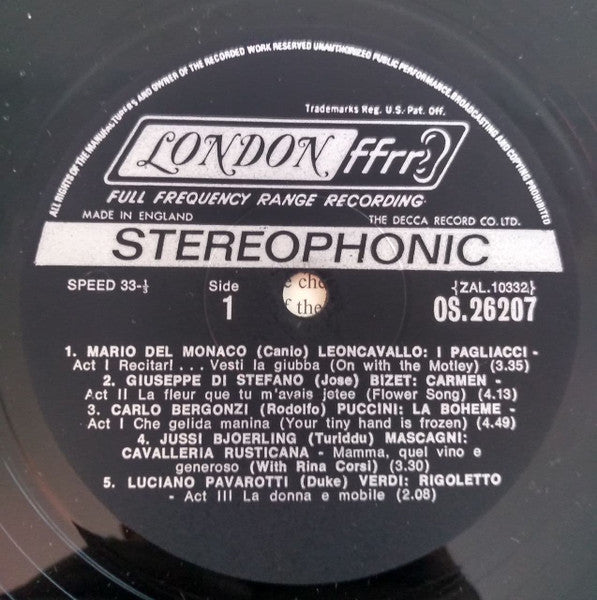 ALL RIGHTS OF THE MANUFACTURERS AND OWNER OF THE RECORDED WORK RESERVED UNAUTHORIZED PUBLIC PERFORMANCE, BROADCASTING AND COPYING PROHIBITED
Trademarks Reg. U.S. Pat. Off.
LONDON ffrr
FULL FREQUENCY RANGE RECORDING
MADE IN ENGLAND THE DECCA RECORD CO. LTD.
STEREOPHONIC
SPEED 33-⅓ Side {ZAL.10332}
1 OS.26207
e che
f the
1. MARIO DEL MONACO (Canio) LEONCAVALLO: I PAGLIACCI -
Act I Recitar! . . . Vesti la giubba (On with the Motley) (3.35)
2. GIUSEPPE DI STEFANO (Jose) BIZET: CARMEN -
Act II La fleur que tu m'avais jetee (Flower Song) (4.13)
3. CARLO BERGONZI (Rodolfo) PUCCINI: LA BOHEME -
Act I Che gelida manina (Your tiny hand is frozen) (4.49)
4. JUSSI BJOERLING (Turiddu) MASCAGNI:
CAVALLERIA RUSTICANA - Mamma, quel vino e
generoso (With Rina Corsi) (3.30)
5. LUCIANO PAVAROTTI (Duke) VERDI: RIGOLETTO
- Act III La donna e mobile (2.08)